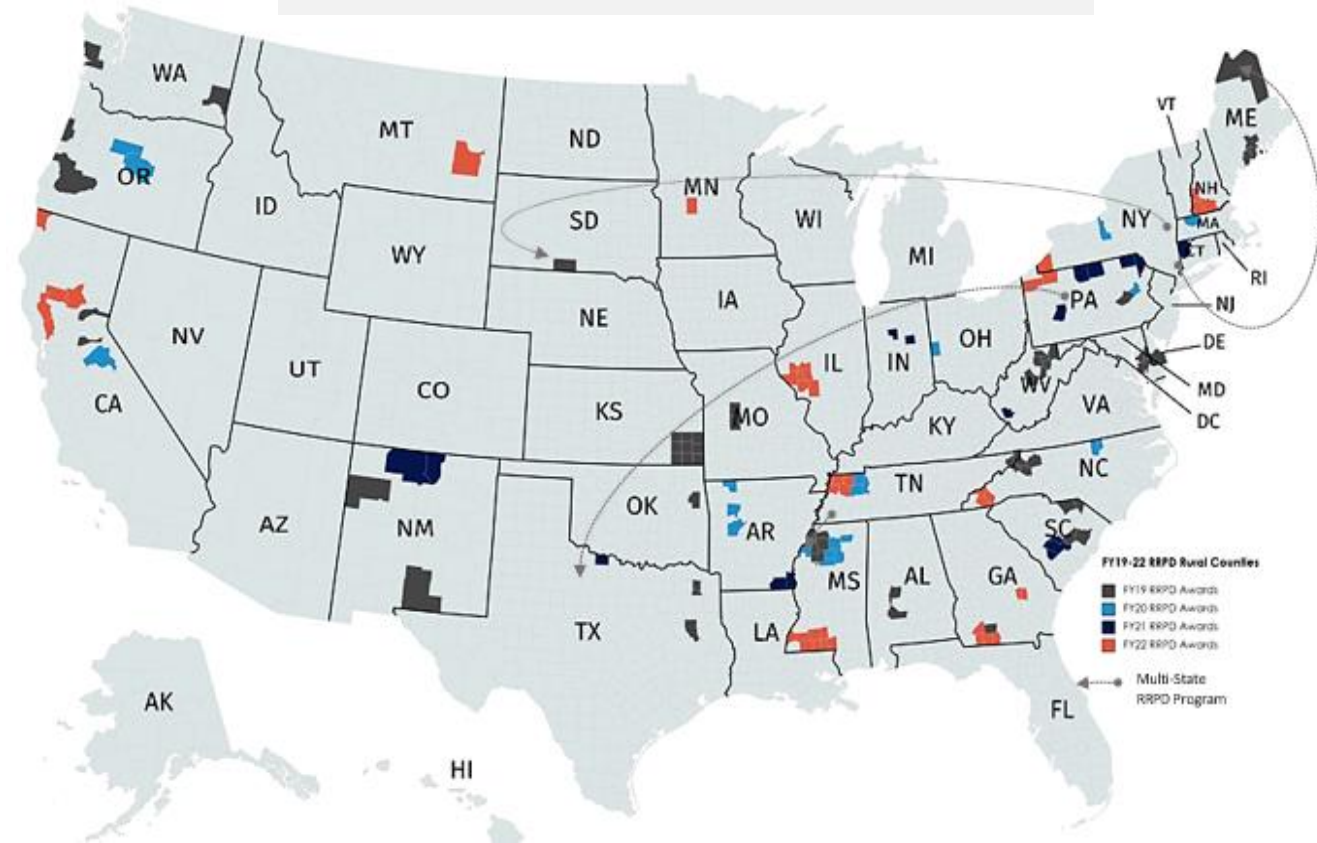 WA
MT
ND
MN
VT
ME
OR
ID
SD
WI
NY
NH
MA
WY
MI
CT
RI
IA
PA
NJ
NE
NV
OH
DE
IL
IN
UT
CO
WV
MD
CA
KS
MO
VA
DC
KY
NC
TN
OK
AZ
NM
AR
SC
MS
AL
GA
TX
LA
FY19-22 RRPD Rural Counties
FY19 RRPD Awards
FY20 RRPD Awards
FY21 RRPD Awards
FY22 RRPD Awards
Multi-State
RRPD Program
AK
FL
HI